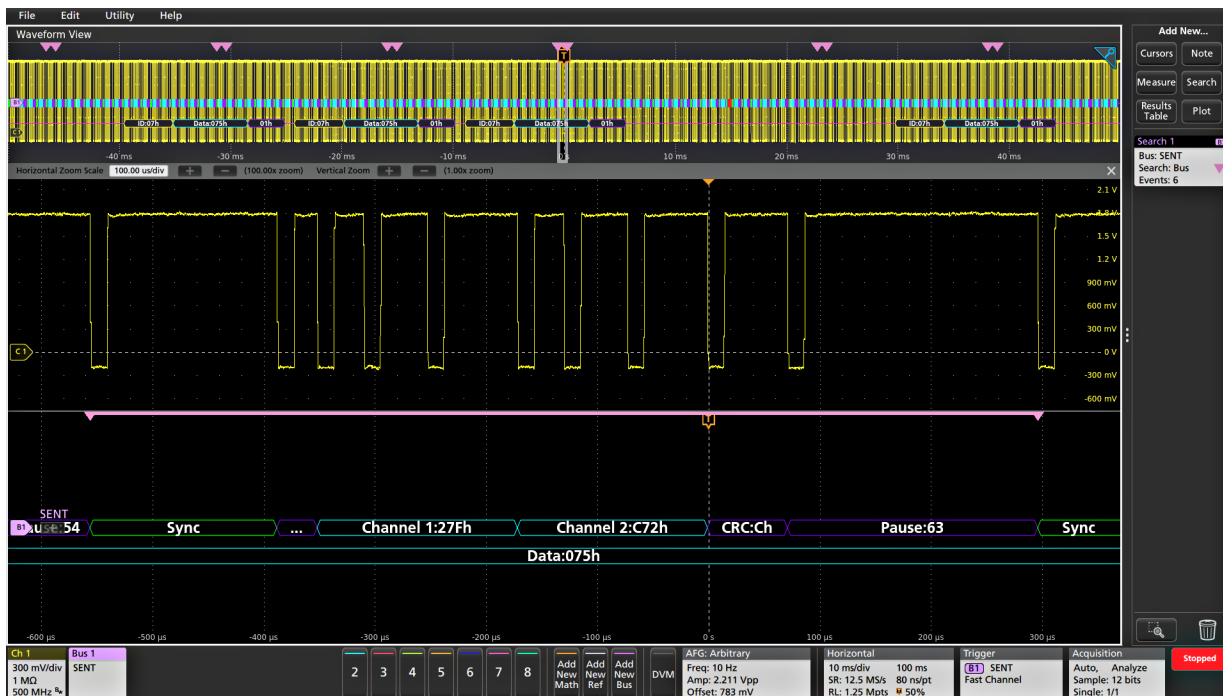 File Edit Utility Help
Waveform View
Add New...
Cursors Note
Measure Search
Results Table Plot
Search 1
Bus: SENT
Search: Bus
Events: 6
T
B1
C1
ID:07h Data:075h 01h ID:07h Data:075h 01h ID:07h Data:075h 01h ID:07h Data:075h 01h
-40 ms -30 ms -20 ms -10 ms 10 ms 20 ms 30 ms 40 ms
Horizontal Zoom Scale 100.00 us/div + − (100.00x zoom) Vertical Zoom + − (1.00x zoom) X
2.1 V
1.8 V
1.5 V
1.2 V
900 mV
600 mV
300 mV
C 1
0 V
-300 mV
-600 mV
T
SENT
B1 54 Sync ... Channel 1:27Fh Channel 2:C72h CRC:Ch Pause:63 Sync
Data:075h
-600 µs -500 µs -400 µs -300 µs -200 µs -100 µs 0 s 100 µs 200 µs 300 µs
Ch 1
300 mV/div
1 MΩ
500 MHz Bw
Bus 1
SENT
2 3 4 5 6 7 8
Add New Math
Add New Ref
Add New Bus
DVM
AFG: Arbitrary
Freq: 10 Hz
Amp: 2.211 Vpp
Offset: 783 mV
Horizontal
10 ms/div 100 ms
SR: 12.5 MS/s 80 ns/pt
RL: 1.25 Mpts 50%
Trigger
B1 SENT
Fast Channel
Acquisition
Auto, Analyze
Sample: 12 bits
Single: 1/1
Stopped